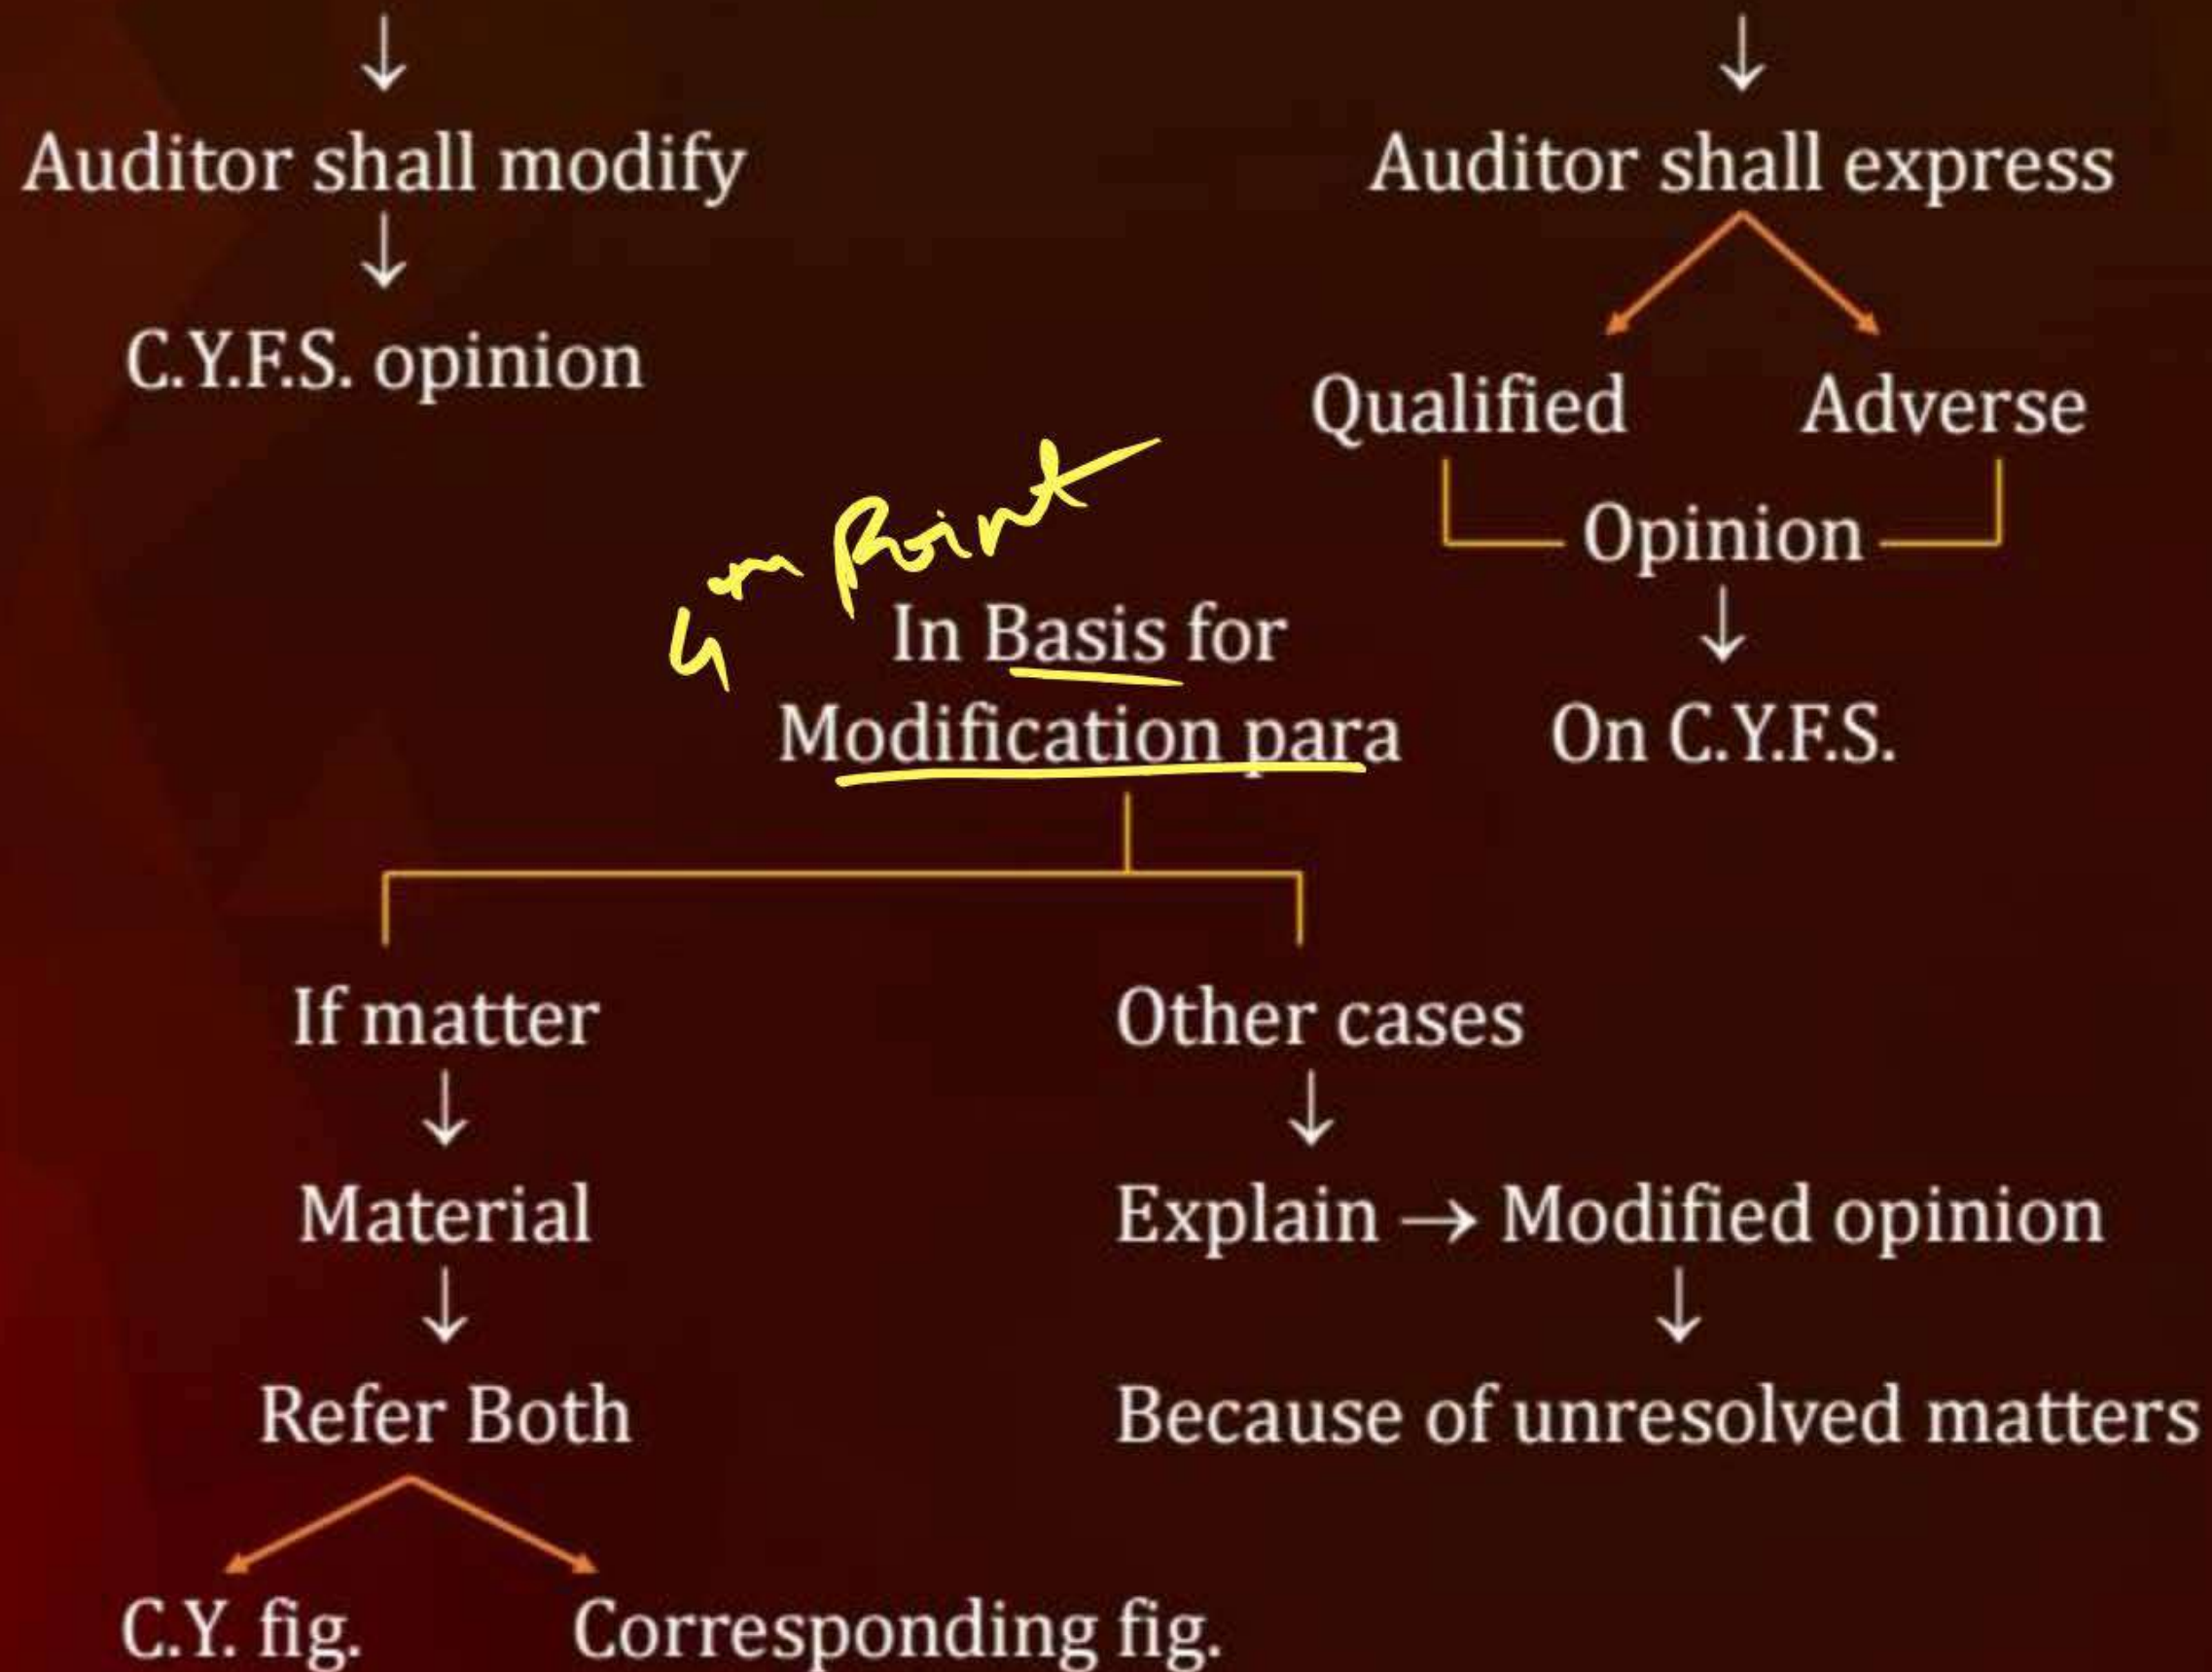 Auditor shall modify
Auditor shall express
C.Y.F.S. opinion
Qualified Adverse
Opinion
On C.Y.F.S.
Point
In Basis for
Modification para
If matter
Material
Refer Both
C.Y. fig. Corresponding fig.
Other cases
Explain → Modified opinion
Because of unresolved matters